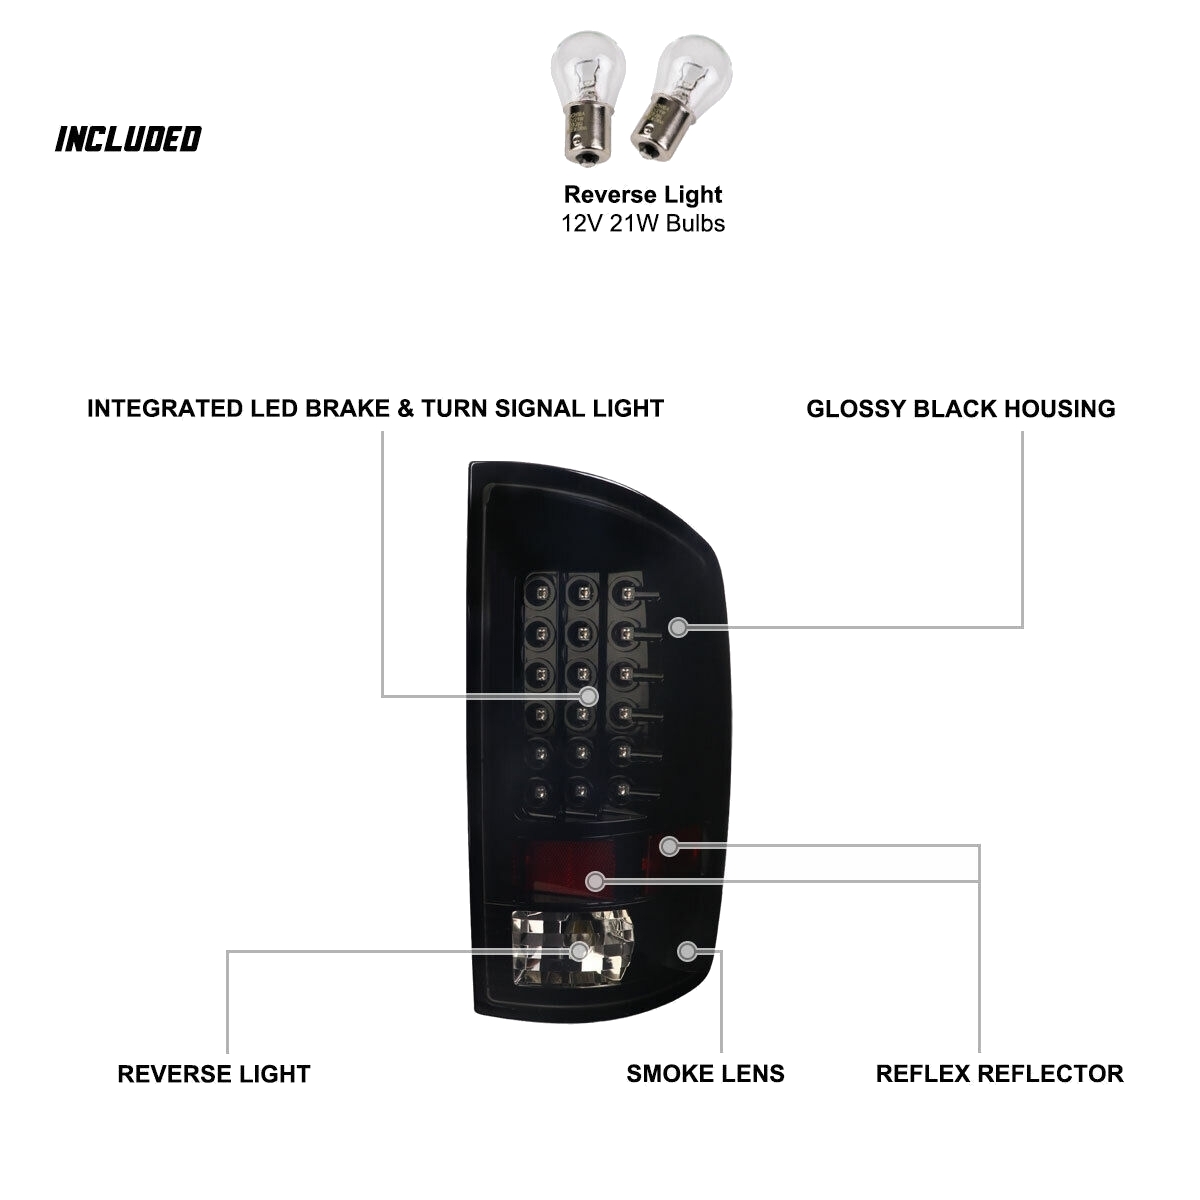 INCLUDED
Reverse Light
12V 21W Bulbs
INTEGRATED LED BRAKE & TURN SIGNAL LIGHT
GLOSSY BLACK HOUSING
REVERSE LIGHT
SMOKE LENS
REFLEX REFLECTOR